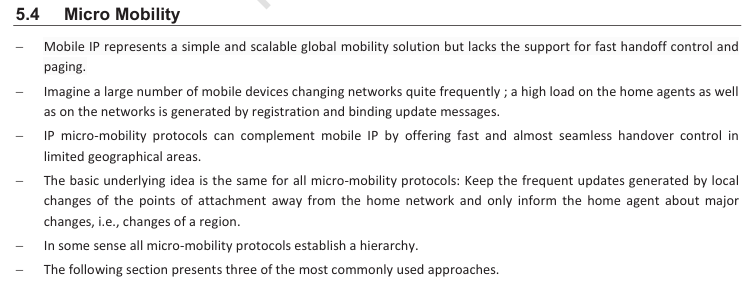 5.4 Micro Mobility
– Mobile IP represents a simple and scalable global mobility solution but lacks the support for fast handoff control and
paging.
– Imagine a large number of mobile devices changing networks quite frequently ; a high load on the home agents as well
as on the networks is generated by registration and binding update messages.
– IP micro-mobility protocols can complement mobile IP by offering fast and almost seamless handover control in
limited geographical areas.
– The basic underlying idea is the same for all micro-mobility protocols: Keep the frequent updates generated by local
changes of the points of attachment away from the home network and only inform the home agent about major
changes, i.e., changes of a region.
– In some sense all micro-mobility protocols establish a hierarchy.
– The following section presents three of the most commonly used approaches.